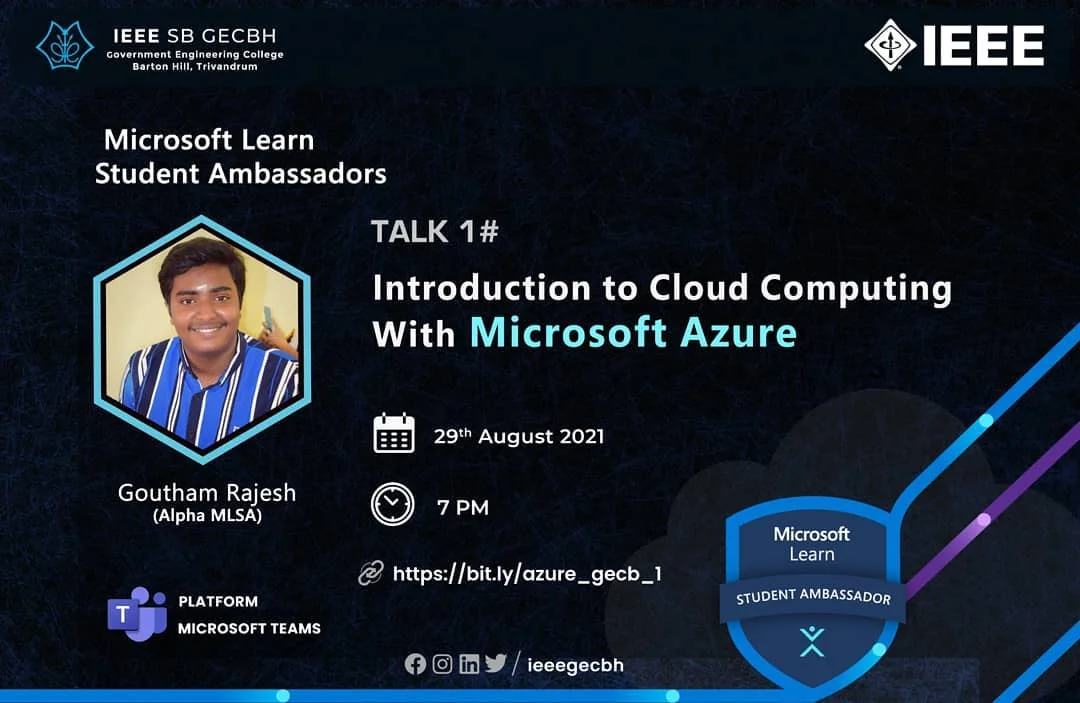 IEEE SB GECBH
Government Engineering College
Barton Hill, Trivandrum
IEEE
Microsoft Learn
Student Ambassadors
TALK 1#
Introduction to Cloud Computing
With Microsoft Azure
29th August 2021
7 PM
https://bit.ly/azure_gecb_1
Goutham Rajesh
(Alpha MLSA)
T
PLATFORM
MICROSOFT TEAMS
Microsoft
Learn
STUDENT AMBASSADOR
/ ieeegecbh